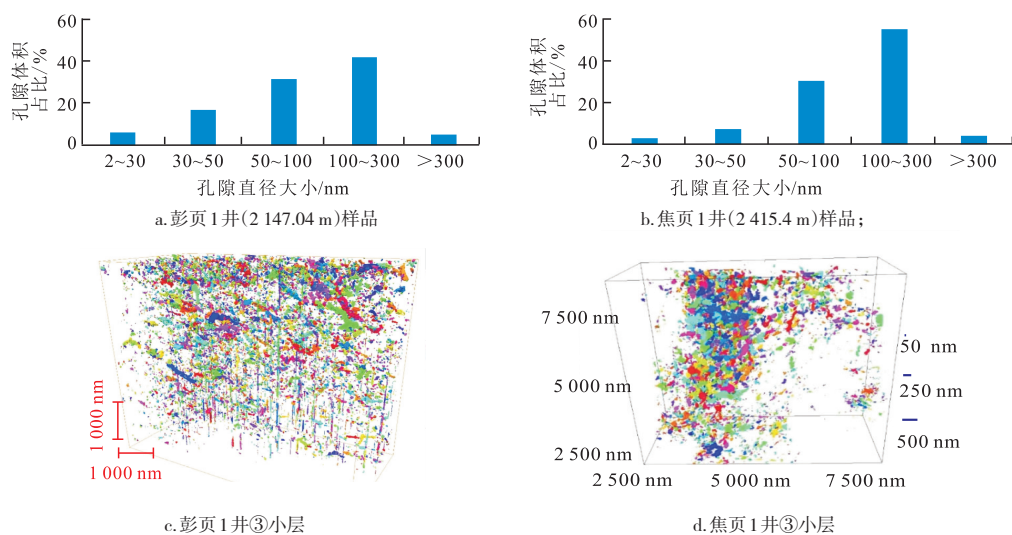 60
40
20
0
孔隙体积
占比/%
2~30
30~50
50~100
100~300
>300
孔隙直径大小/nm
a.彭页1井(2 147.04 m)样品
60
40
20
0
孔隙体积
占比/%
2~30
30~50
50~100
100~300
>300
孔隙直径大小/nm
b.焦页1井(2 415.4 m)样品;
1 000 nm
1 000 nm
c.彭页1井③小层
7 500 nm
5 000 nm
2 500 nm
2 500 nm
5 000 nm
7 500 nm
50 nm
250 nm
500 nm
d.焦页1井③小层